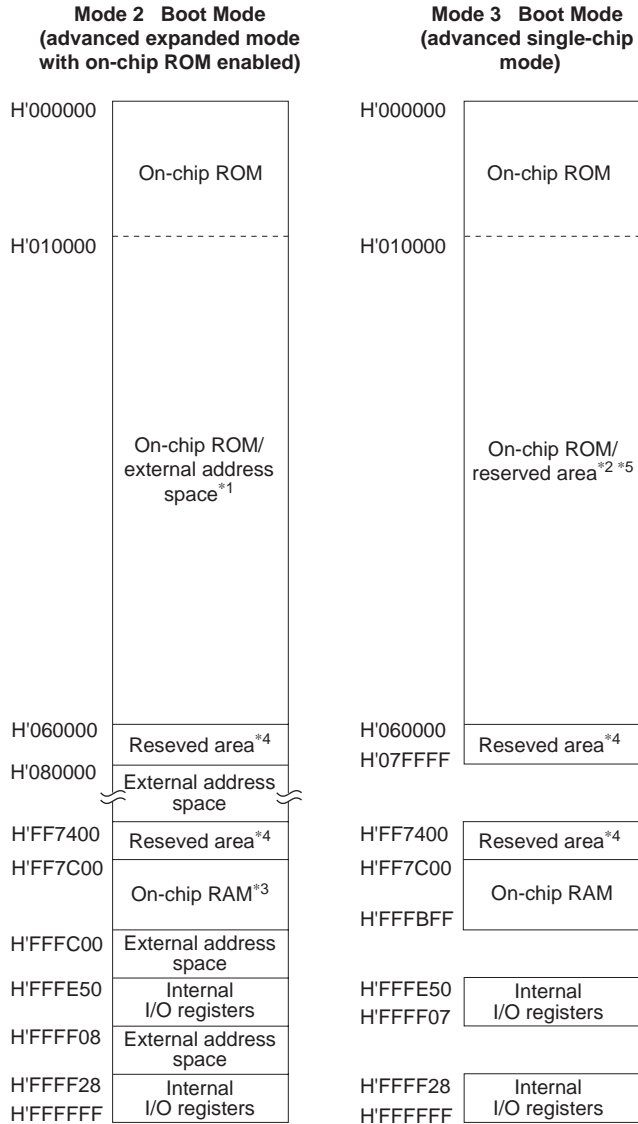 Mode 2 Boot Mode
(advanced expanded mode
with on-chip ROM enabled)
H'000000
On-chip ROM
H'010000
On-chip ROM/
external address
space*1
H'060000
Reseved area*4
H'080000
External address
space
H'FF7400
Reseved area*4
H'FF7C00
On-chip RAM*3
H'FFFC00
External address
space
H'FFFE50
Internal
I/O registers
H'FFFF08
External address
space
H'FFFF28
Internal
I/O registers
H'FFFFFF
Mode 3 Boot Mode
(advanced single-chip
mode)
H'000000
On-chip ROM
H'010000
On-chip ROM/
reserved area*2 *5
H'060000
Reseved area*4
H'07FFFF
H'FF7400
Reseved area*4
H'FF7C00
On-chip RAM
H'FFFBFF
H'FFFE50
Internal
I/O registers
H'FFFF07
H'FFFF28
Internal
I/O registers
H'FFFFFF